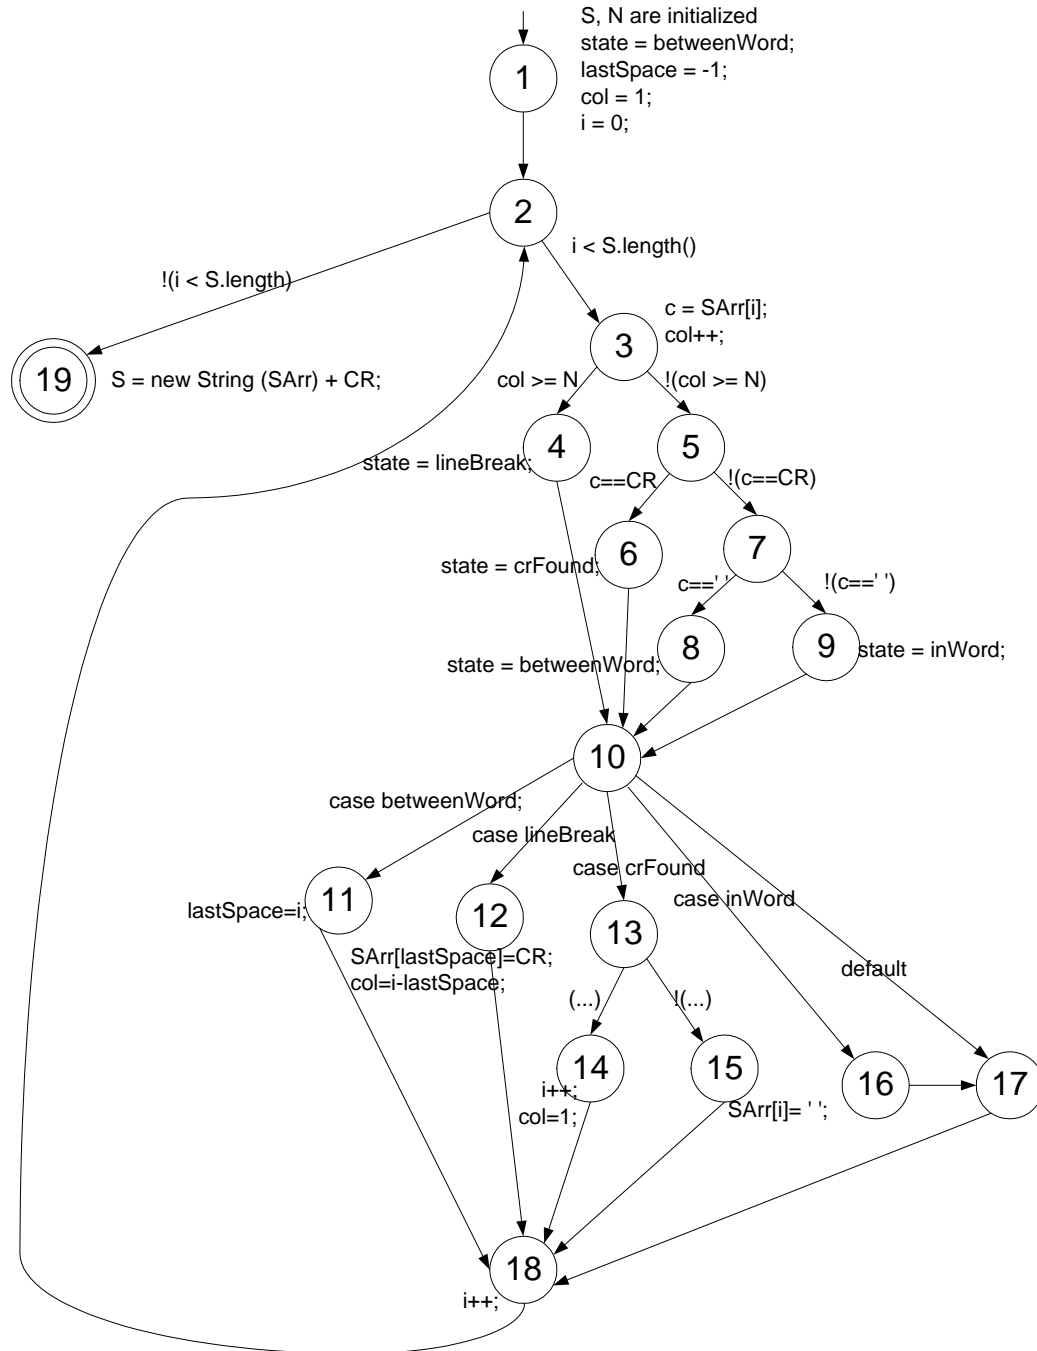 S, N are initialized
state = betweenWord;
lastSpace = -1;
col = 1;
i = 0;
1
2
i < S.length()
!(i < S.length)
c = SArr[i];
col++;
3
19
S = new String (SArr) + CR;
col >= N
!(col >= N)
4
5
state = lineBreak;
c==CR
!(c==CR)
6
7
state = crFound;
c==' '
!(c==' ')
8
9
state = betweenWord;
state = inWord;
10
case betweenWord;
case lineBreak
case crFound
case inWord
11
lastSpace=i;
12
13
SArr[lastSpace]=CR;
col=i-lastSpace;
default
(...)
!(...)
14
15
16
17
i++;
col=1;
SArr[i]= ' ';
18
i++;